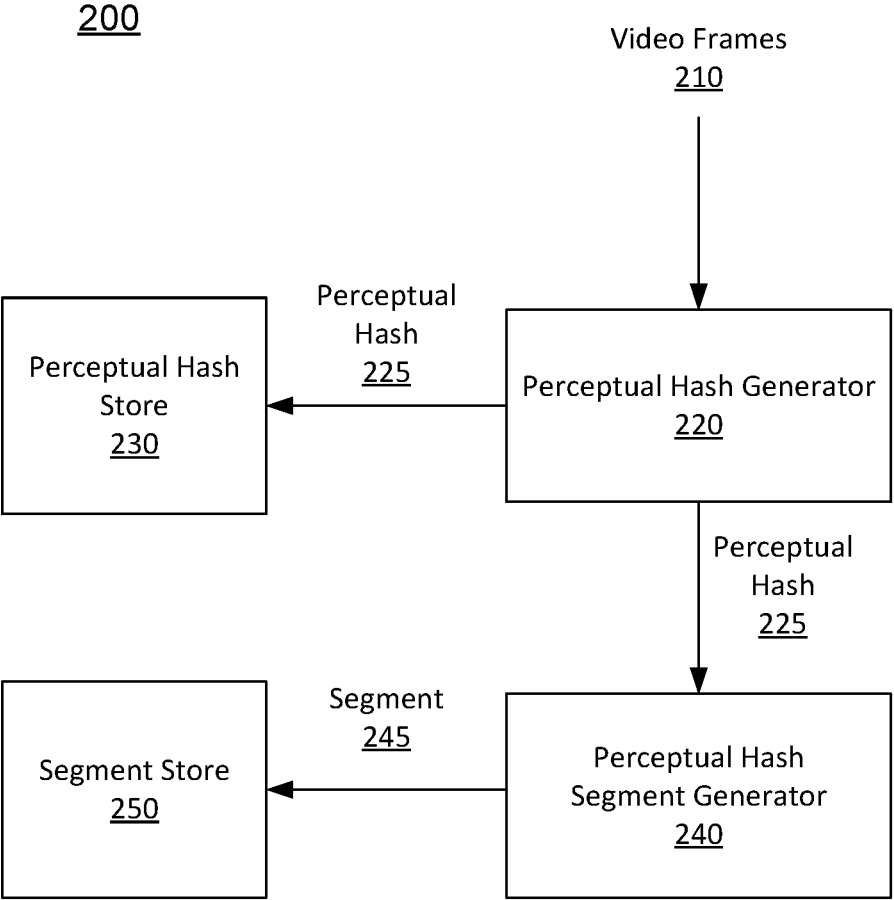 200
Video Frames
210
Perceptual
Hash
225
Perceptual Hash
Store
230
Perceptual Hash Generator
220
Perceptual
Hash
225
Segment
245
Segment Store
250
Perceptual Hash
Segment Generator
240